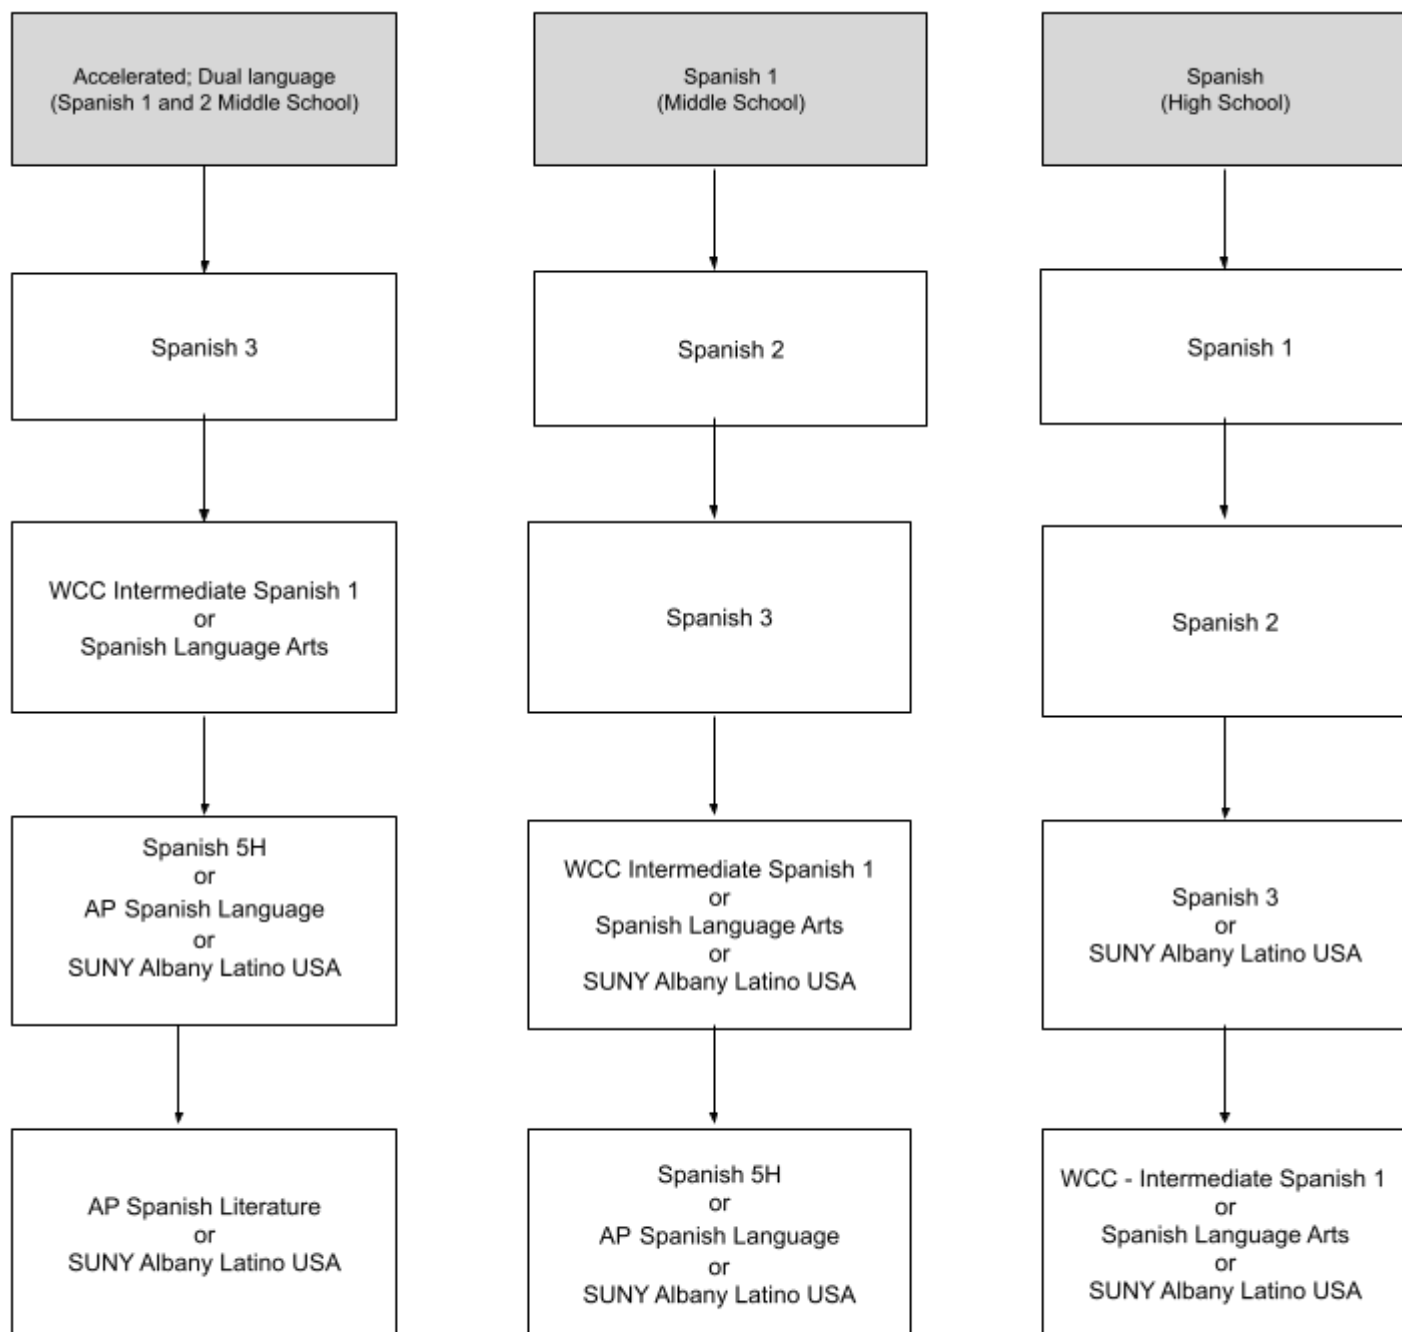 Accelerated; Dual language
(Spanish 1 and 2 Middle School)
Spanish 1
(Middle School)
Spanish
(High School)
Spanish 3
Spanish 2
Spanish 1
WCC Intermediate Spanish 1
or
Spanish Language Arts
Spanish 3
Spanish 2
Spanish 5H
or
AP Spanish Language
or
SUNY Albany Latino USA
WCC Intermediate Spanish 1
or
Spanish Language Arts
or
SUNY Albany Latino USA
Spanish 3
or
SUNY Albany Latino USA
AP Spanish Literature
or
SUNY Albany Latino USA
Spanish 5H
or
AP Spanish Language
or
SUNY Albany Latino USA
WCC - Intermediate Spanish 1
or
Spanish Language Arts
or
SUNY Albany Latino USA